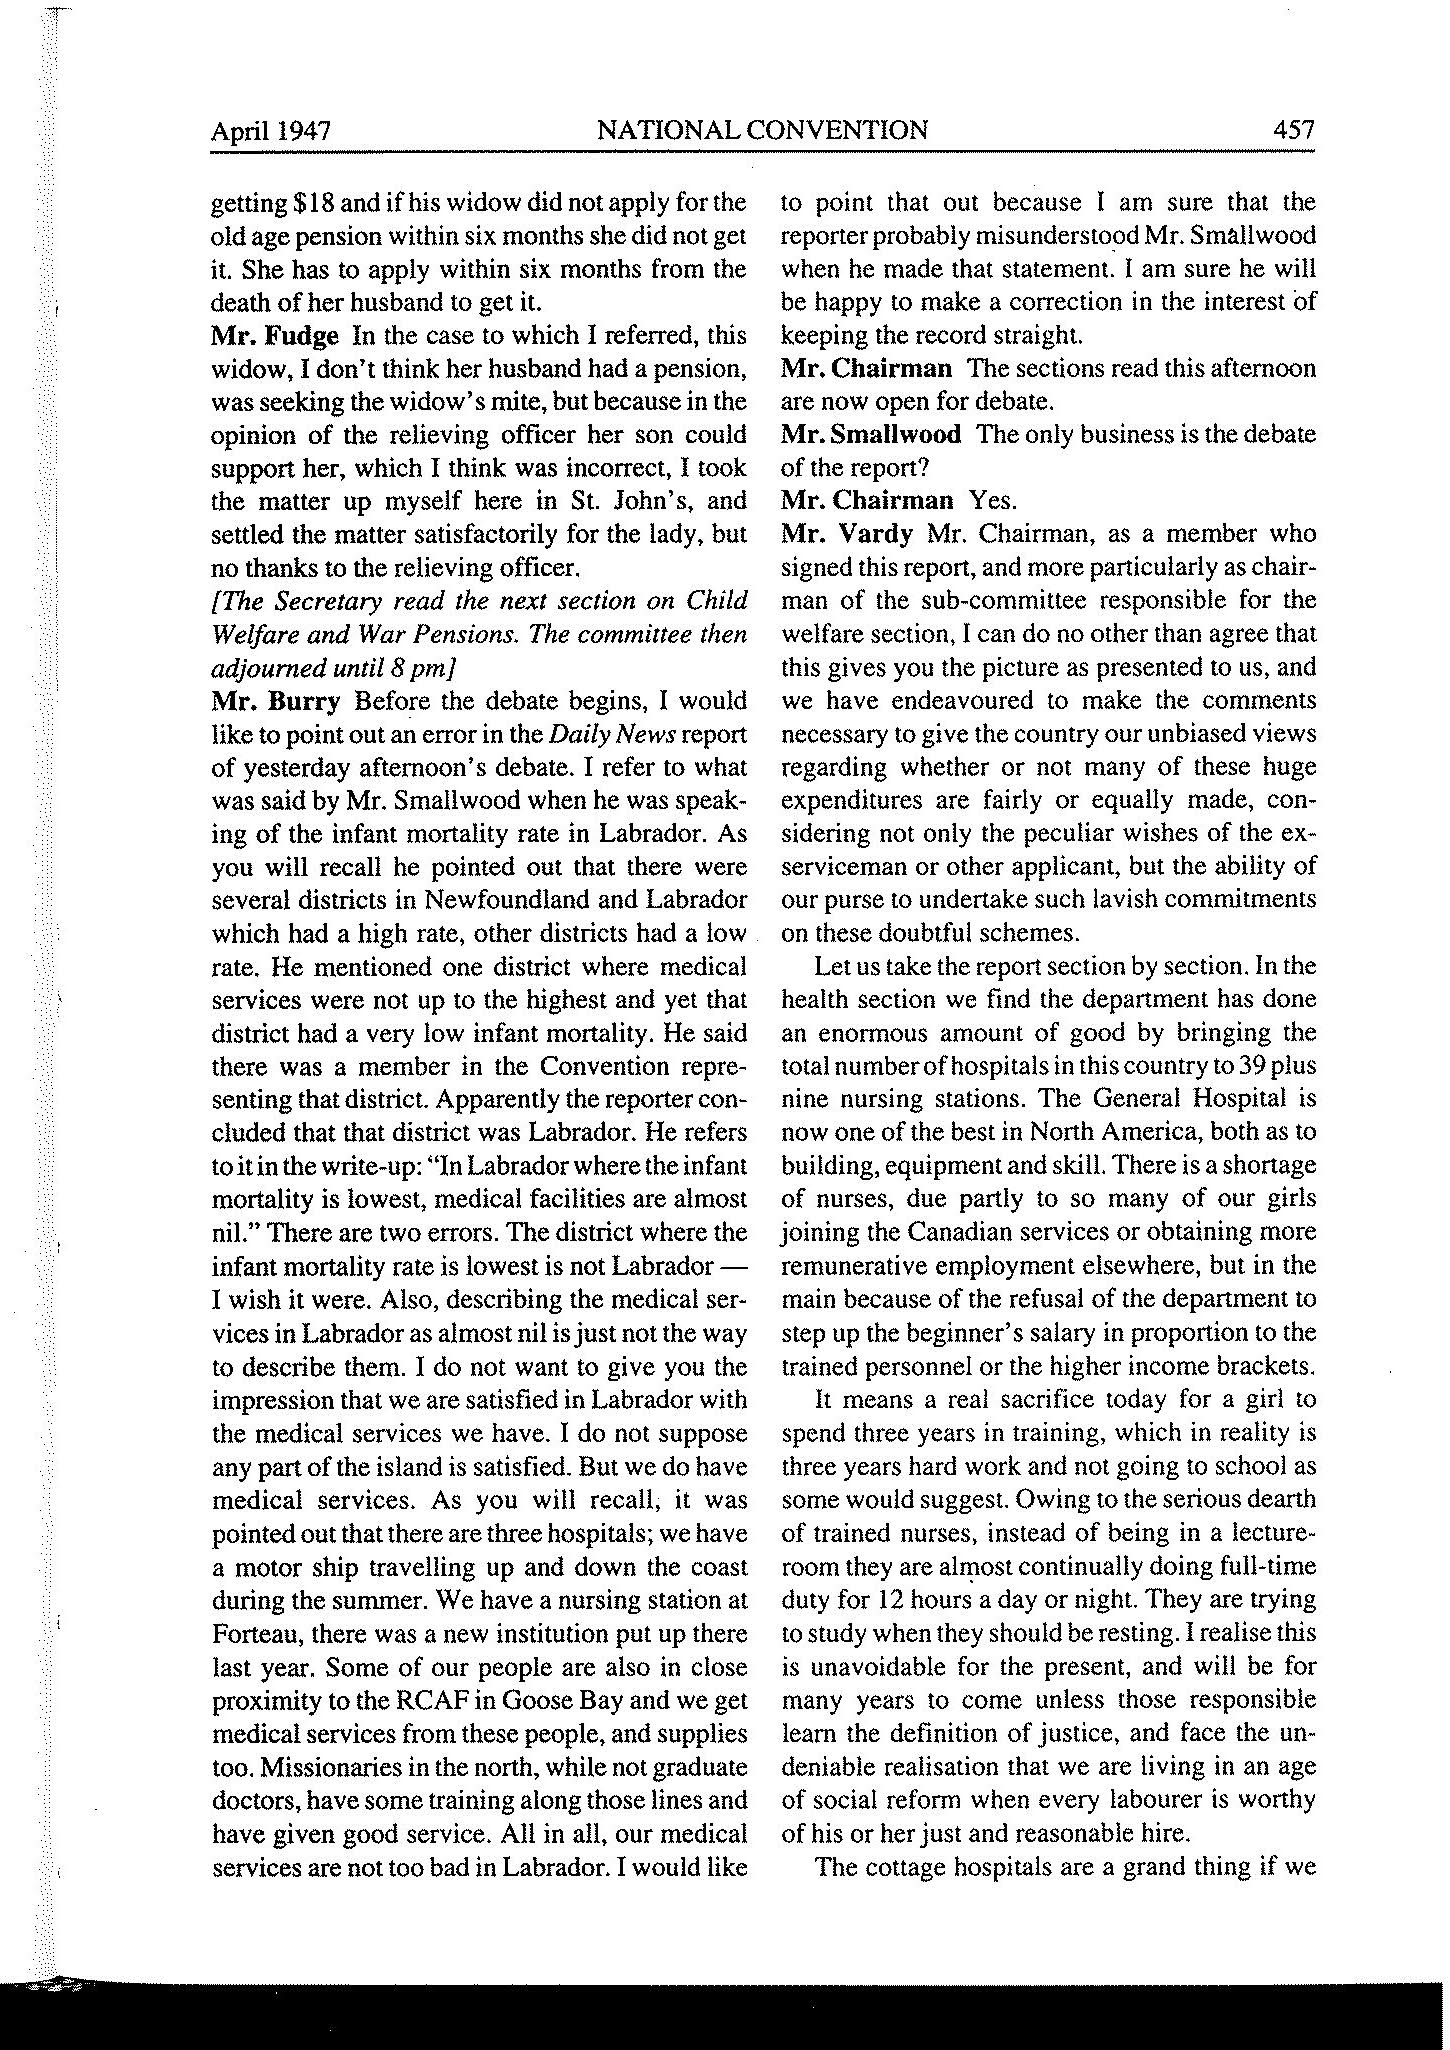 April 1947 NATIONAL CONVENTION 457
getting $18 and if his widow did not apply for the
old age pension within six months she did not get
it. She has to apply within six months from the
death of her husband to get it.
Mr. Fudge In the case to which I referred, this
widow, I don't think her husband had a pension,
was seeking the widow's mite, but because in the
opinion of the relieving officer her son could
support her, which I think was incorrect, I took
the matter up myself here in St. John's, and
settled the matter satisfactorily for the lady, but
no thanks to the relieving officer.
[The Secretary read the next section on Child
Welfare and War Pensions. The committee then
adjourned until 8 pm]
Mr. Burry Before the debate begins, I would
like to point out an error in the Daily News report
of yesterday afternoon's debate. I refer to what
was said by Mr. Smallwood when he was speak-
ing of the infant mortality rate in Labrador. As
you will recall he pointed out that there were
several districts in Newfoundland and Labrador
which had a high rate, other districts had a low
rate. He mentioned one district where medical
services were not up to the highest and yet that
district had a very low infant mortality. He said
there was a member in the Convention repre-
senting that district. Apparently the reporter con-
cluded that that district was Labrador. He refers
to it in the write-up: "In Labrador where the infant
mortality is lowest, medical facilities are almost
nil." There are two errors. The district where the
infant mortality rate is lowest is not Labrador —
I wish it were. Also, describing the medical ser-
vices in Labrador as almost nil is just not the way
to describe them. I do not want to give you the
impression that we are satisfied in Labrador with
the medical services we have. I do not suppose
any part of the island is satisfied. But we do have
medical services. As you will recall, it was
pointed out that there are three hospitals; we have
a motor ship travelling up and down the coast
during the summer. We have a nursing station at
Forteau, there was a new institution put up there
last year. Some of our people are also in close
proximity to the RCAF in Goose Bay and we get
medical services from these people, and supplies
too. Missionaries in the north, while not graduate
doctors, have some training along those lines and
have given good service. All in all, our medical
services are not too bad in Labrador. I would like
to point that out because I am sure that the
reporter probably misunderstood Mr. Smallwood
when he made that statement. I am sure he will
be happy to make a correction in the interest of
keeping the record straight.
Mr. Chairman The sections read this afternoon
are now open for debate.
Mr. Smallwood The only business is the debate
of the report?
Mr. Chairman Yes.
Mr. Vardy Mr. Chairman, as a member who
signed this report, and more particularly as chair-
man of the sub-committee responsible for the
welfare section, I can do no other than agree that
this gives you the picture as presented to us, and
we have endeavoured to make the comments
necessary to give the country our unbiased views
regarding whether or not many of these huge
expenditures are fairly or equally made, con-
sidering not only the peculiar wishes of the ex-
serviceman or other applicant, but the ability of
our purse to undertake such lavish commitments
on these doubtful schemes.
Let us take the report section by section. In the
health section we find the department has done
an enormous amount of good by bringing the
total number of hospitals in this country to 39 plus
nine nursing stations. The General Hospital is
now one of the best in North America, both as to
building, equipment and skill. There is a shortage
of nurses, due partly to so many of our girls
joining the Canadian services or obtaining more
remunerative employment elsewhere, but in the
main because of the refusal of the department to
step up the beginner's salary in proportion to the
trained personnel or the higher income brackets.
It means a real sacrifice today for a girl to
spend three years in training, which in reality is
three years hard work and not going to school as
some would suggest. Owing to the serious dearth
of trained nurses, instead of being in a lecture-
room they are almost continually doing full-time
duty for 12 hours a day or night. They are trying
to study when they should be resting. I realise this
is unavoidable for the present, and will be for
many years to come unless those responsible
learn the definition of justice, and face the un-
deniable realisation that we are living in an age
of social reform when every labourer is worthy
of his or her just and reasonable hire.
The cottage hospitals are a grand thing if we